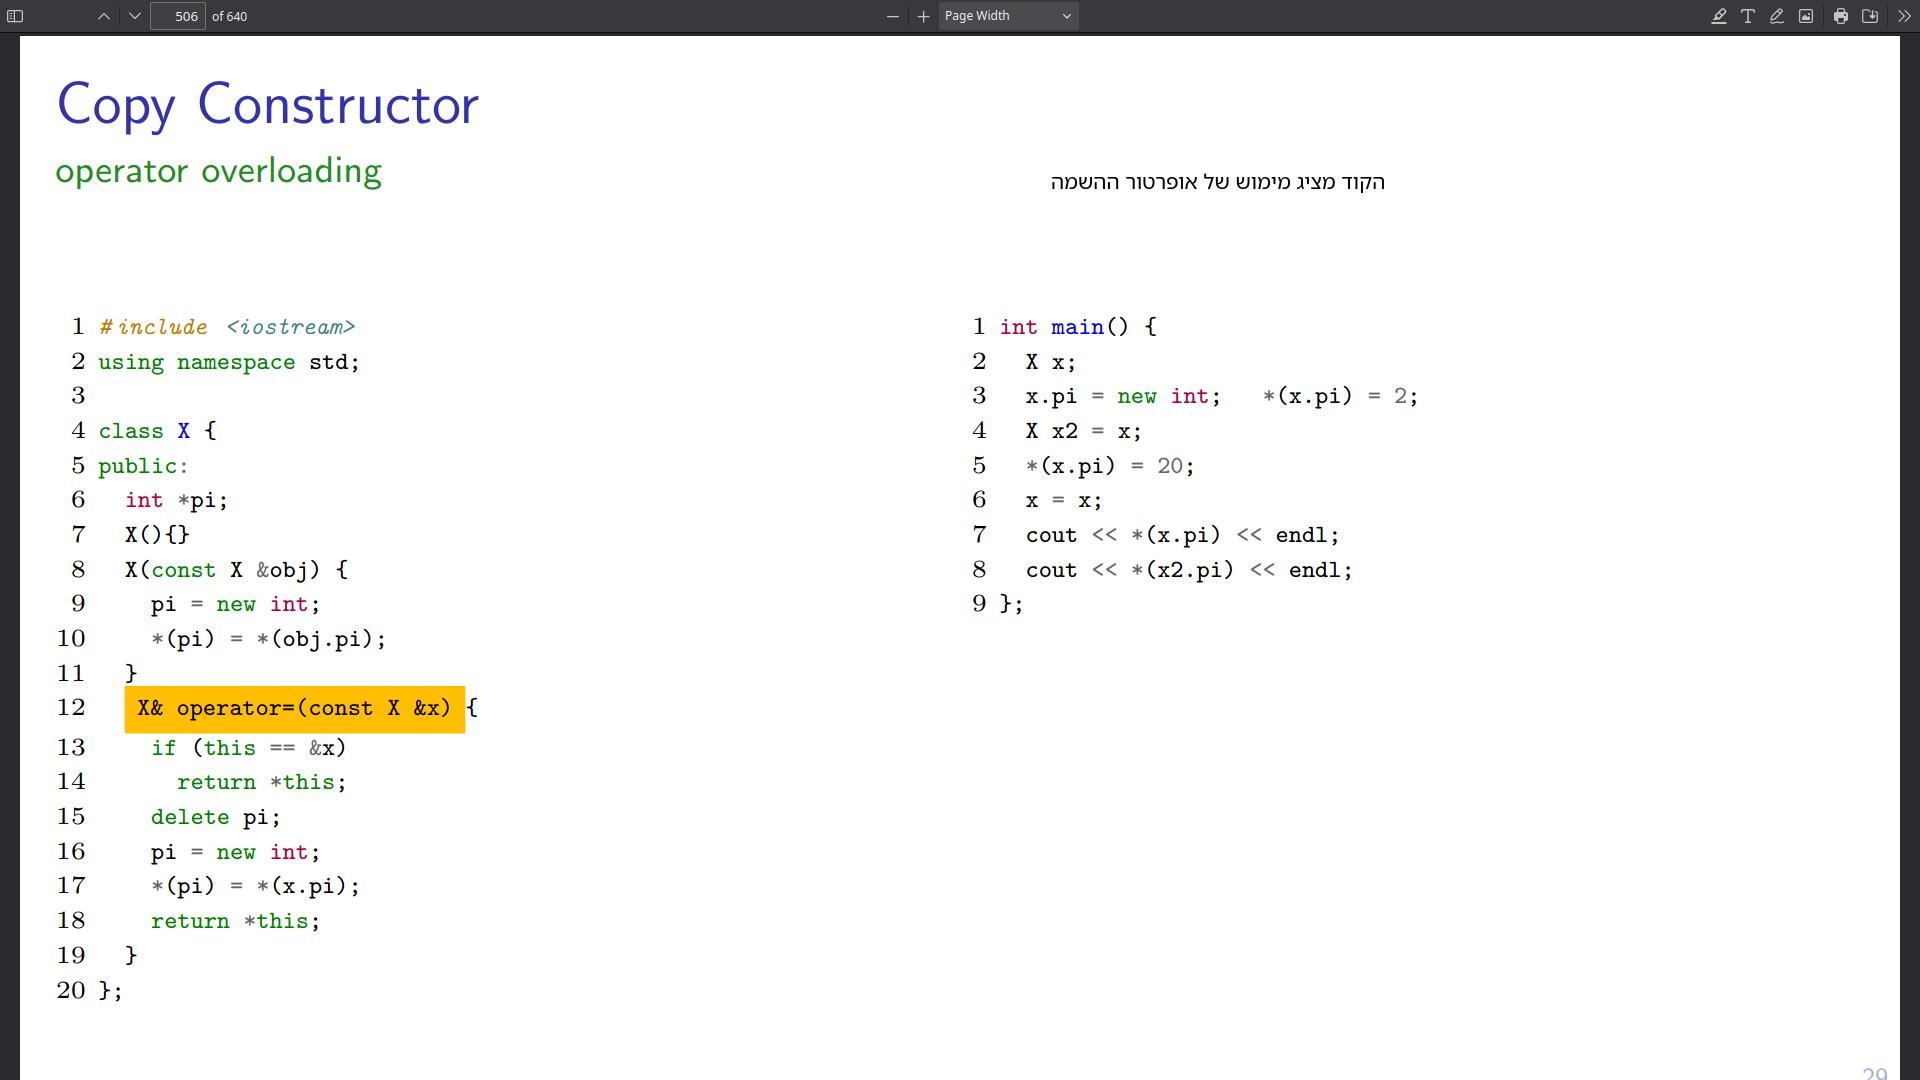 506 of 640
Page Width
Copy Constructor
operator overloading
הקוד מציג מימוש של אופרטור ההשמה
1 #include <iostream>
2 using namespace std;
3
4 class X {
5 public:
6 int *pi;
7 X(){}
8 X(const X &obj) {
9 pi = new int;
10 *(pi) = *(obj.pi);
11 }
12 X& operator=(const X &x) {
13 if (this == &x)
14 return *this;
15 delete pi;
16 pi = new int;
17 *(pi) = *(x.pi);
18 return *this;
19 }
20 };
1 int main() {
2 X x;
3 x.pi = new int; *(x.pi) = 2;
4 X x2 = x;
5 *(x.pi) = 20;
6 x = x;
7 cout << *(x.pi) << endl;
8 cout << *(x2.pi) << endl;
9 };
29